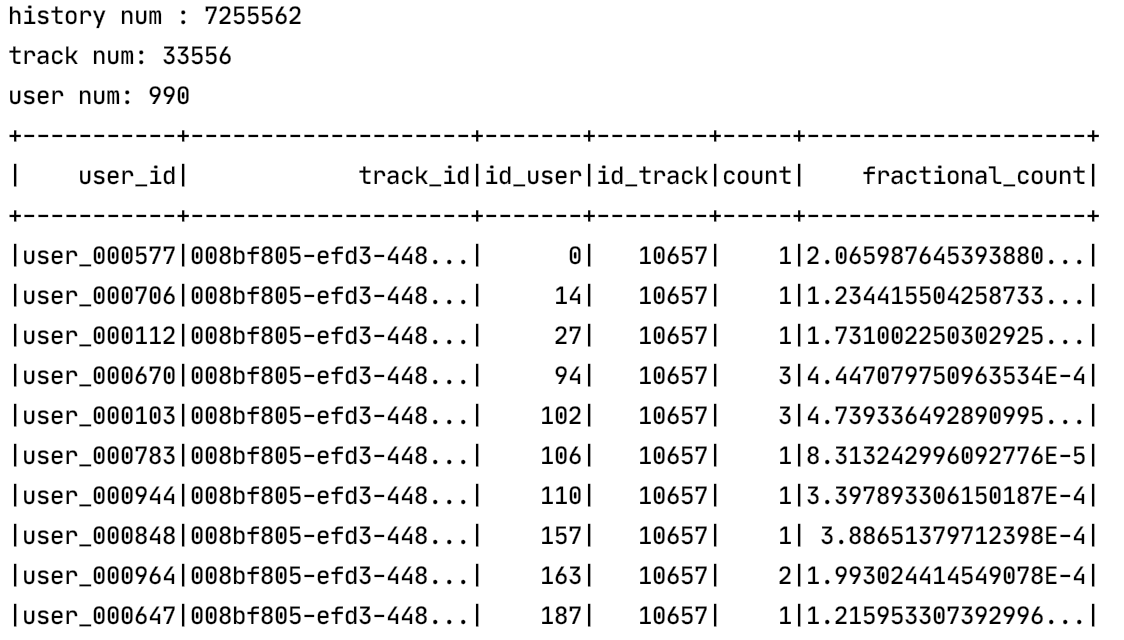 history num : 7255562
track num: 33556
user num: 990
+-----------+--------------------+-------+--------+-----+--------------------+
|    user_id|            track_id|id_user|id_track|count|    fractional_count|
+-----------+--------------------+-------+--------+-----+--------------------+
|user_000577|008bf805-efd3-448...|      0|   10657|    1|2.065987645393880...|
|user_000706|008bf805-efd3-448...|     14|   10657|    1|1.234415504258733...|
|user_000112|008bf805-efd3-448...|     27|   10657|    1|1.731002250302925...|
|user_000670|008bf805-efd3-448...|     94|   10657|    3|4.447079750963534E-4|
|user_000103|008bf805-efd3-448...|    102|   10657|    3|4.739336492890995...|
|user_000783|008bf805-efd3-448...|    106|   10657|    1|8.313242996092776E-5|
|user_000944|008bf805-efd3-448...|    110|   10657|    1|3.397893306150187E-4|
|user_000848|008bf805-efd3-448...|    157|   10657|    1| 3.88651379712398E-4|
|user_000964|008bf805-efd3-448...|    163|   10657|    2|1.993024414549078E-4|
|user_000647|008bf805-efd3-448...|    187|   10657|    1|1.215953307392996...|